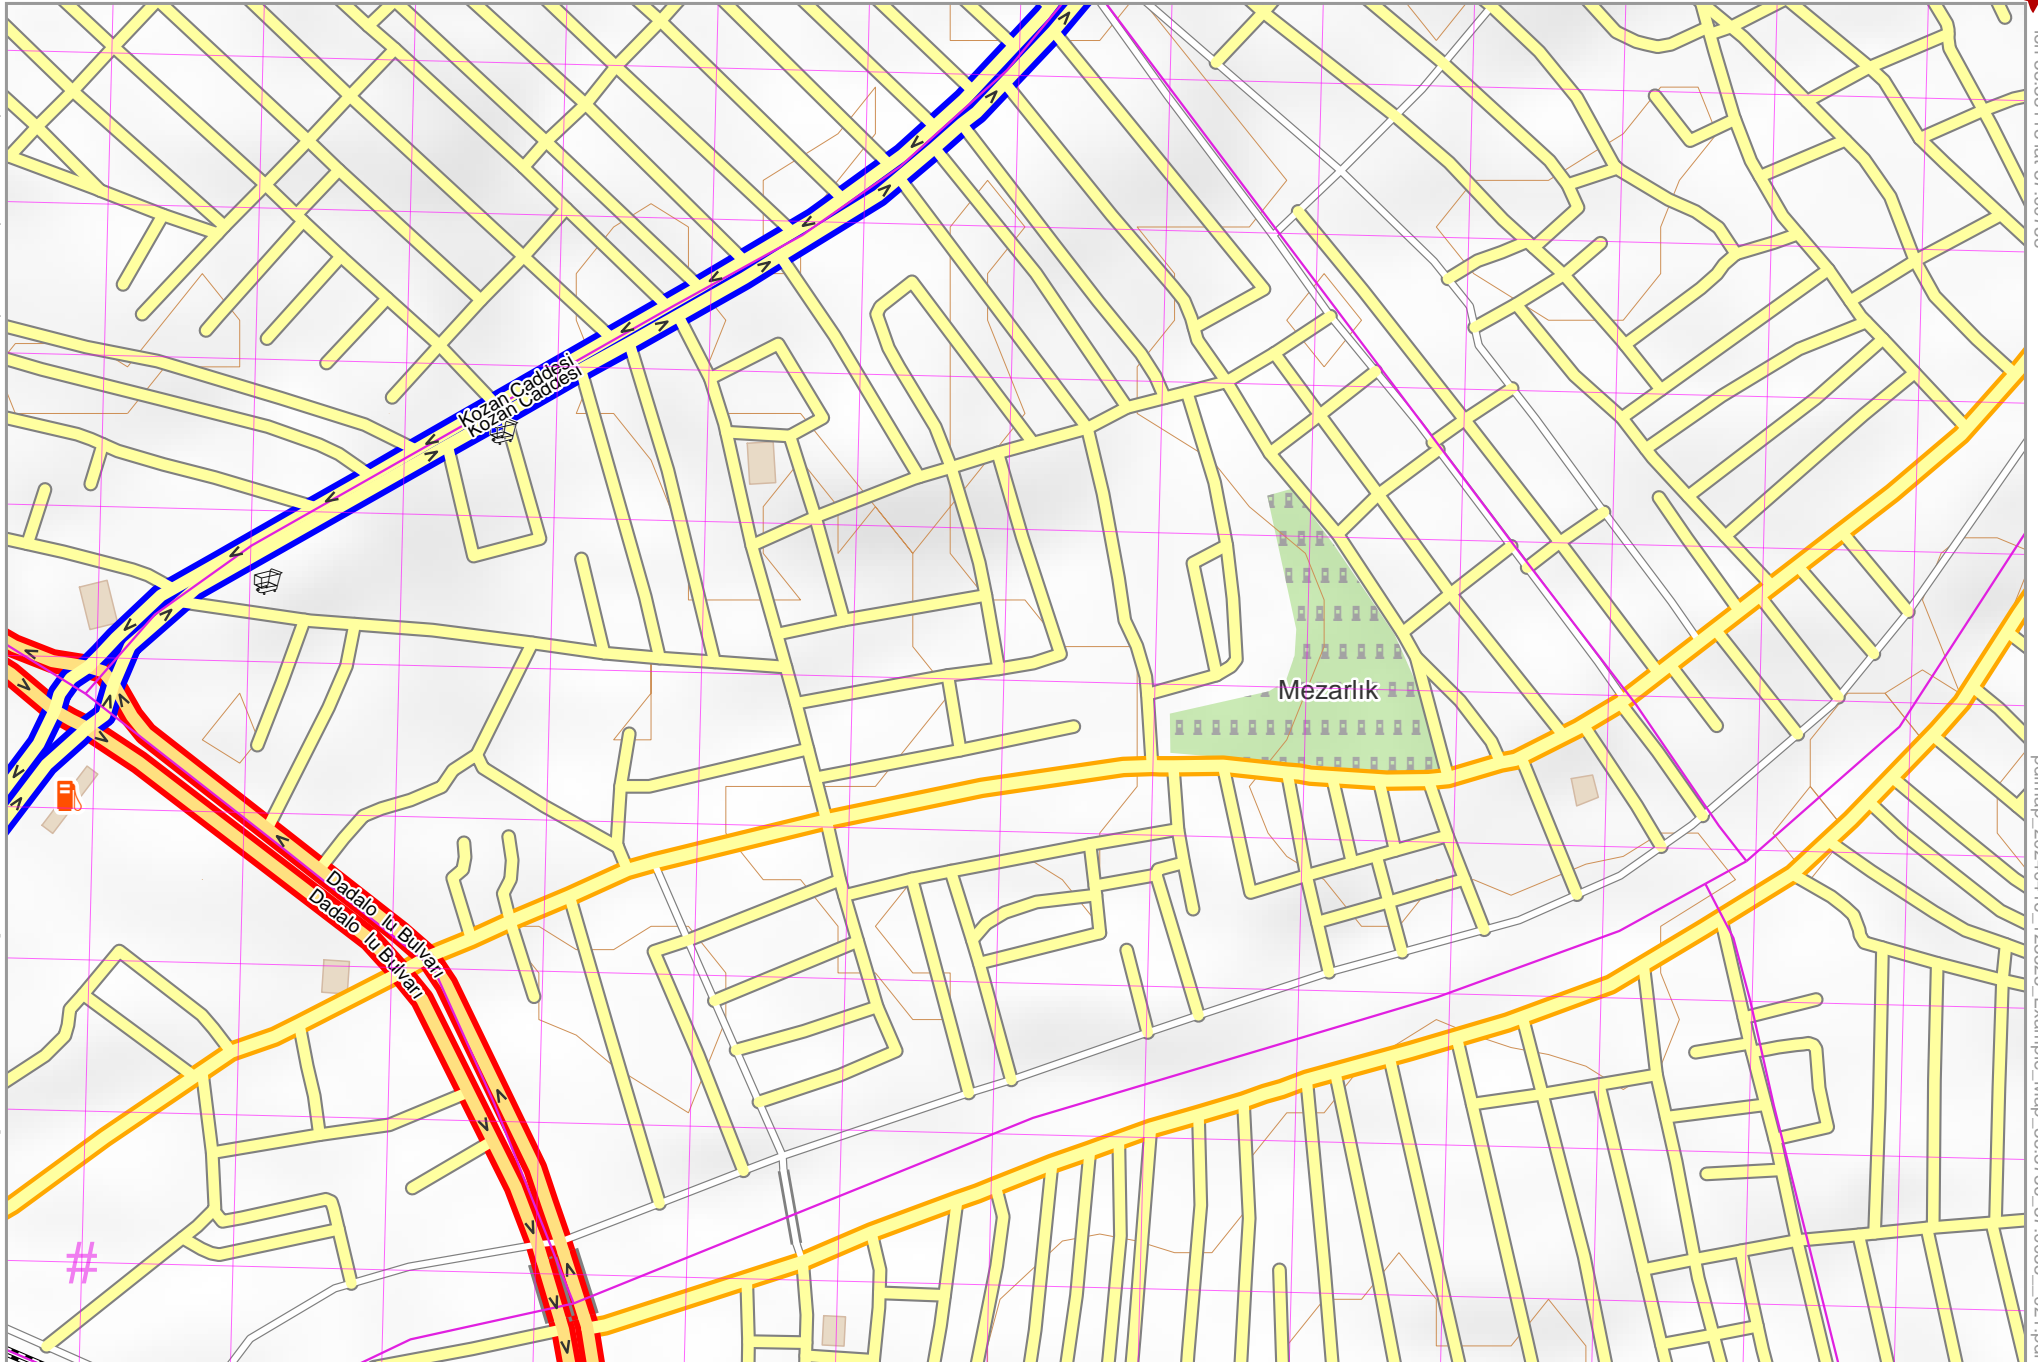 Kozan Caddesi
Kozan Caddesi
Mezarlık
Dadalo lu Bulvarı
Dadalo lu Bulvarı
#